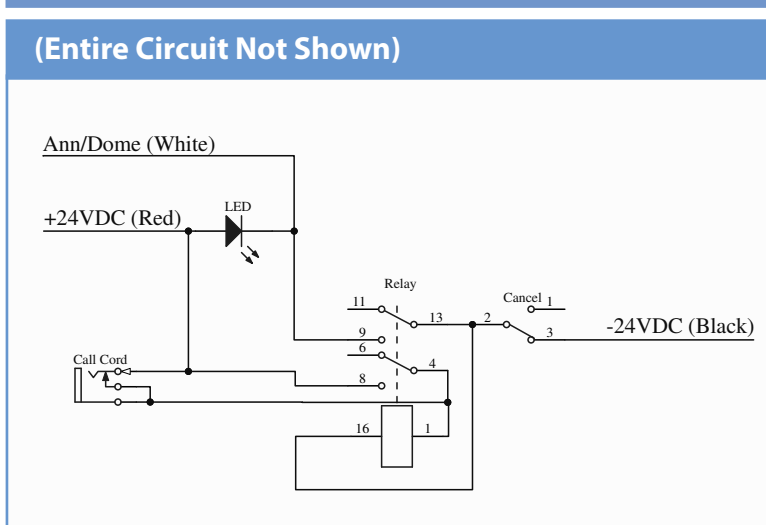 (Entire Circuit Not Shown)
Ann/Dome (White)
+24VDC (Red)
LED
Relay
11
13
Cancel 1
2
3
-24VDC (Black)
9
6
4
Call Cord
8
16
1